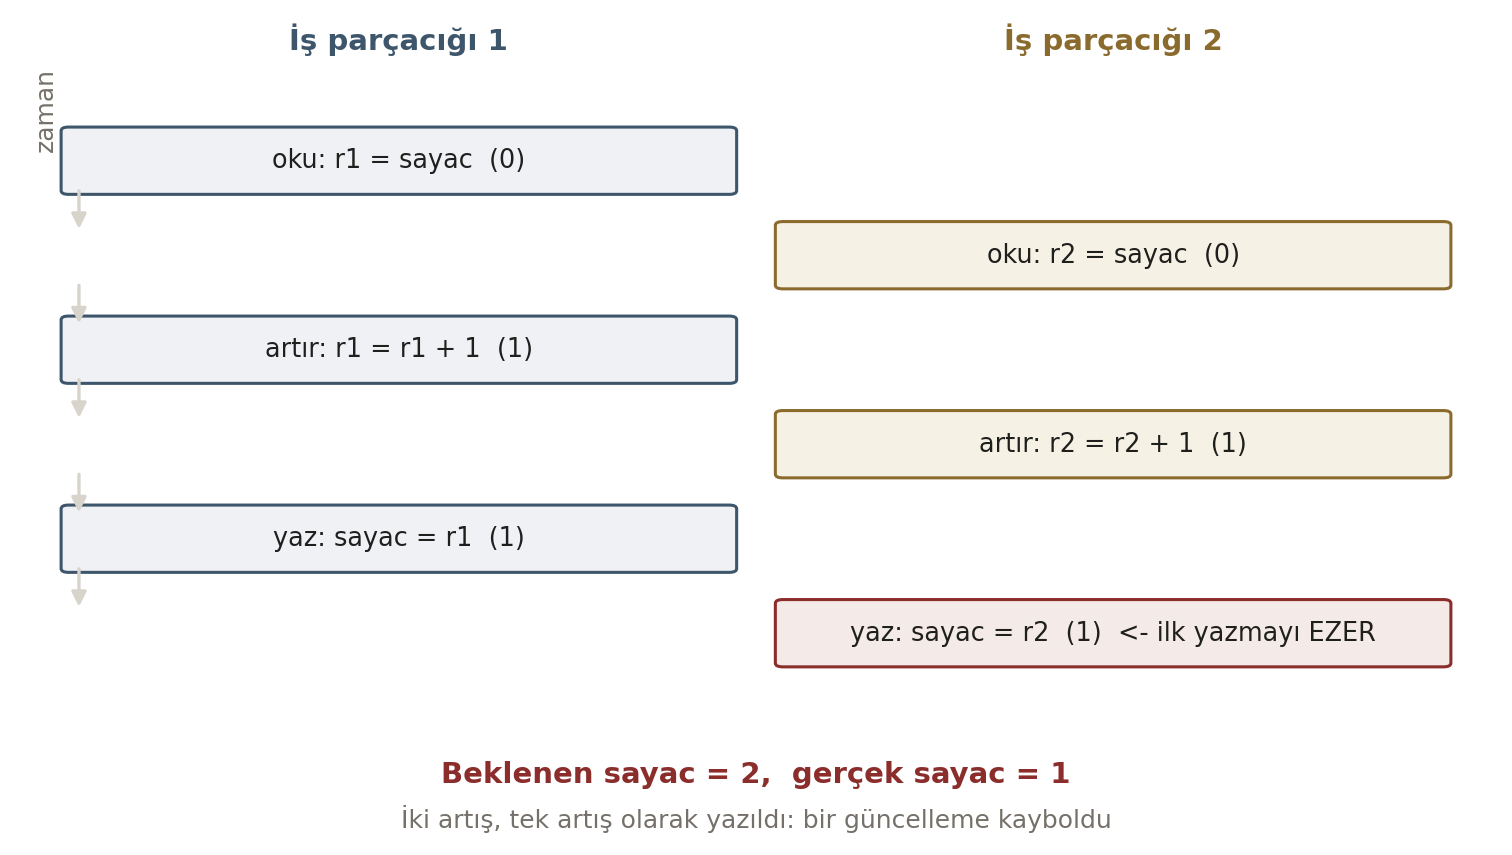 İş parçacığı 1
İş parçacığı 2
zaman
oku: r1 = sayac  (0)
oku: r2 = sayac  (0)
artır: r1 = r1 + 1  (1)
artır: r2 = r2 + 1  (1)
yaz: sayac = r1  (1)
yaz: sayac = r2  (1)  <- ilk yazmayı EZER
Beklenen sayac = 2,  gerçek sayac = 1
İki artış, tek artış olarak yazıldı: bir güncelleme kayboldu